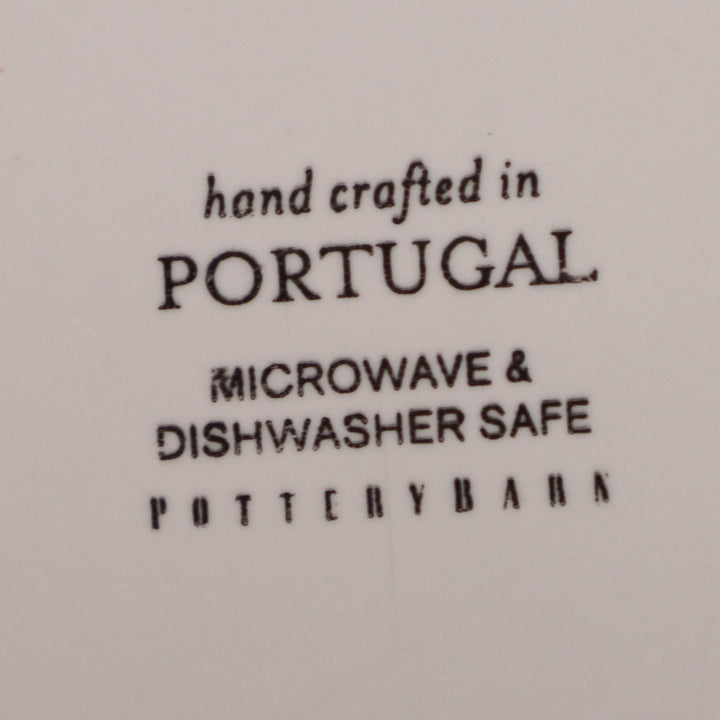 hand crafted in
PORTUGAL
MICROWAVE &
DISHWASHER SAFE
POTTERYBARN